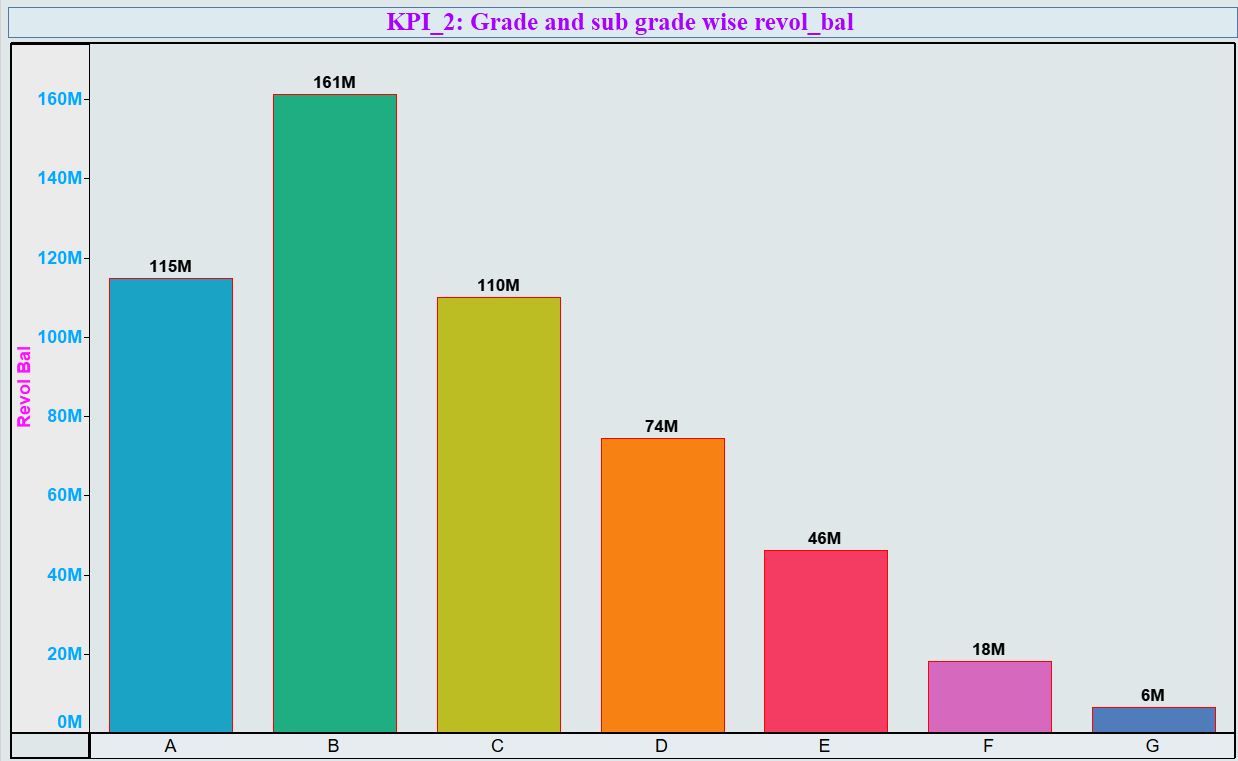 KPI_2: Grade and sub grade wise revol_bal
161M
160M
140M
120M
115M
110M
100M
Revol Bal
80M
74M
60M
46M
40M
20M
18M
6M
0M
A B C D E F G